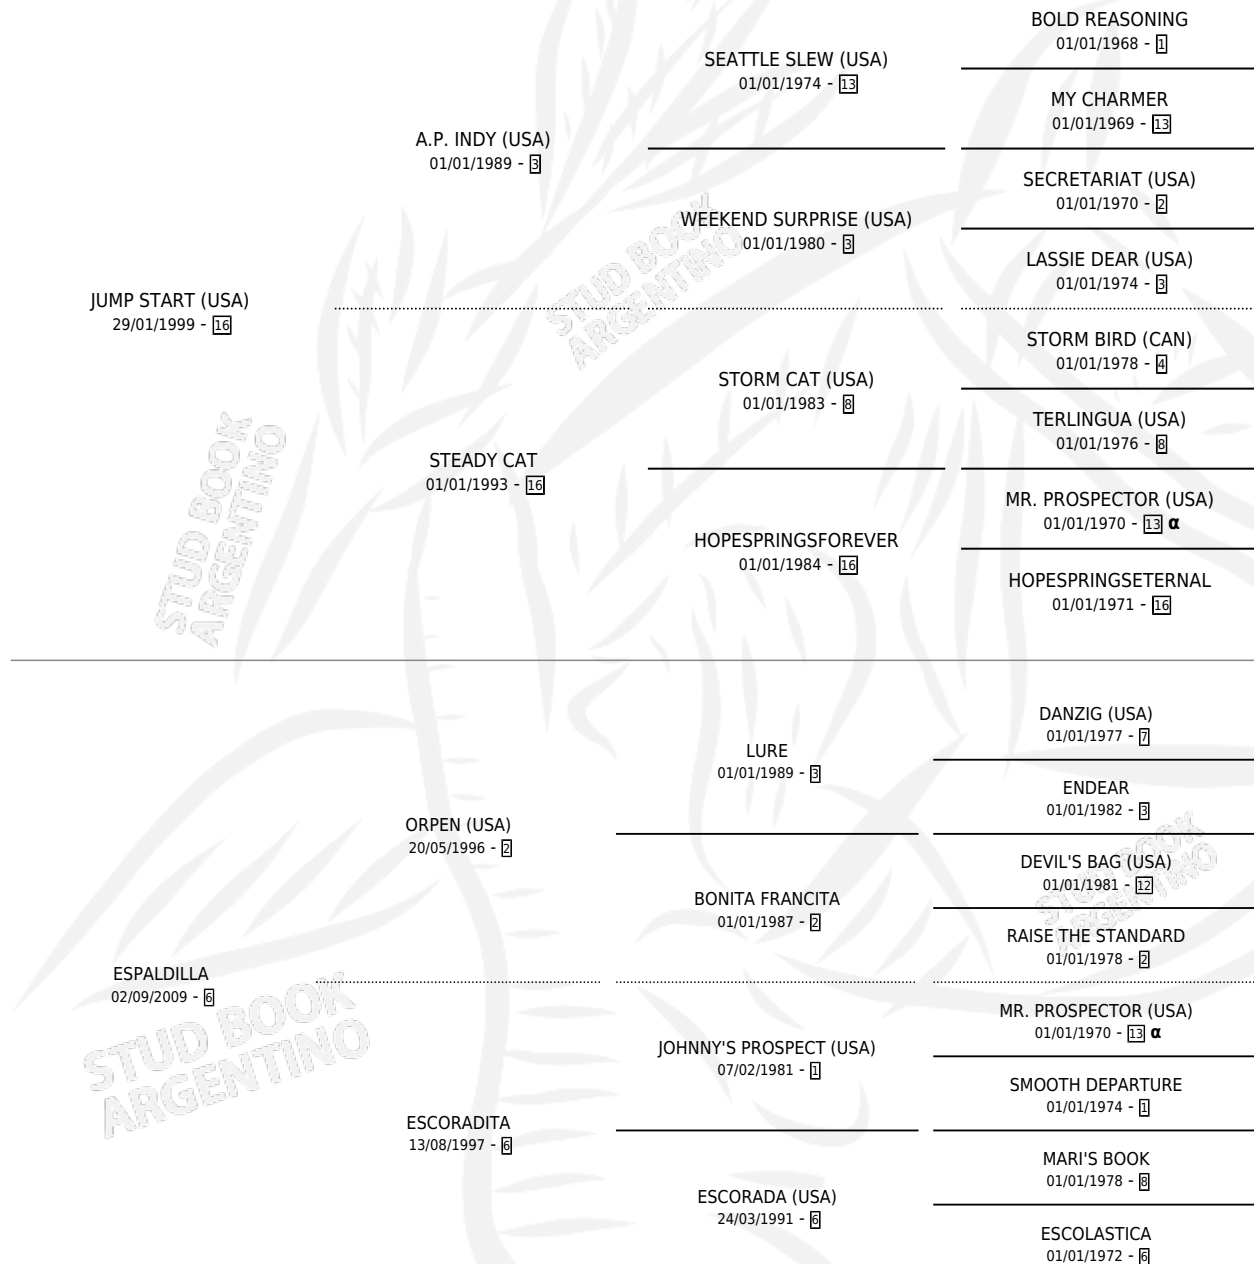 JUMP START (USA)
29/01/1999 - 16
A.P. INDY (USA)
01/01/1989 - 3
STEADY CAT
01/01/1993 - 16
SEATTLE SLEW (USA)
01/01/1974 - 13
WEEKEND SURPRISE (USA)
01/01/1980 - 3
STORM CAT (USA)
01/01/1983 - 8
HOPESPRINGSFOREVER
01/01/1984 - 16
BOLD REASONING
01/01/1968 - 1
MY CHARMER
01/01/1969 - 13
SECRETARIAT (USA)
01/01/1970 - 2
LASSIE DEAR (USA)
01/01/1974 - 3
STORM BIRD (CAN)
01/01/1978 - 4
TERLINGUA (USA)
01/01/1976 - 8
MR. PROSPECTOR (USA)
01/01/1970 - 13 α
HOPESPRINGSETERNAL
01/01/1971 - 16
ESPALDILLA
02/09/2009 - 6
ORPEN (USA)
20/05/1996 - 2
ESCORADITA
13/08/1997 - 6
LURE
01/01/1989 - 3
BONITA FRANCITA
01/01/1987 - 2
JOHNNY'S PROSPECT (USA)
07/02/1981 - 1
ESCORADA (USA)
24/03/1991 - 6
DANZIG (USA)
01/01/1977 - 7
ENDEAR
01/01/1982 - 3
DEVIL'S BAG (USA)
01/01/1981 - 12
RAISE THE STANDARD
01/01/1978 - 2
MR. PROSPECTOR (USA)
01/01/1970 - 13 α
SMOOTH DEPARTURE
01/01/1974 - 1
MARI'S BOOK
01/01/1978 - 8
ESCOLASTICA
01/01/1972 - 6
STUD BOOK
ARGENTINO
STUD BOOK
ARGENTINO
STUD BOOK
ARGENTINO
STUD BOOK
ARGENTINO